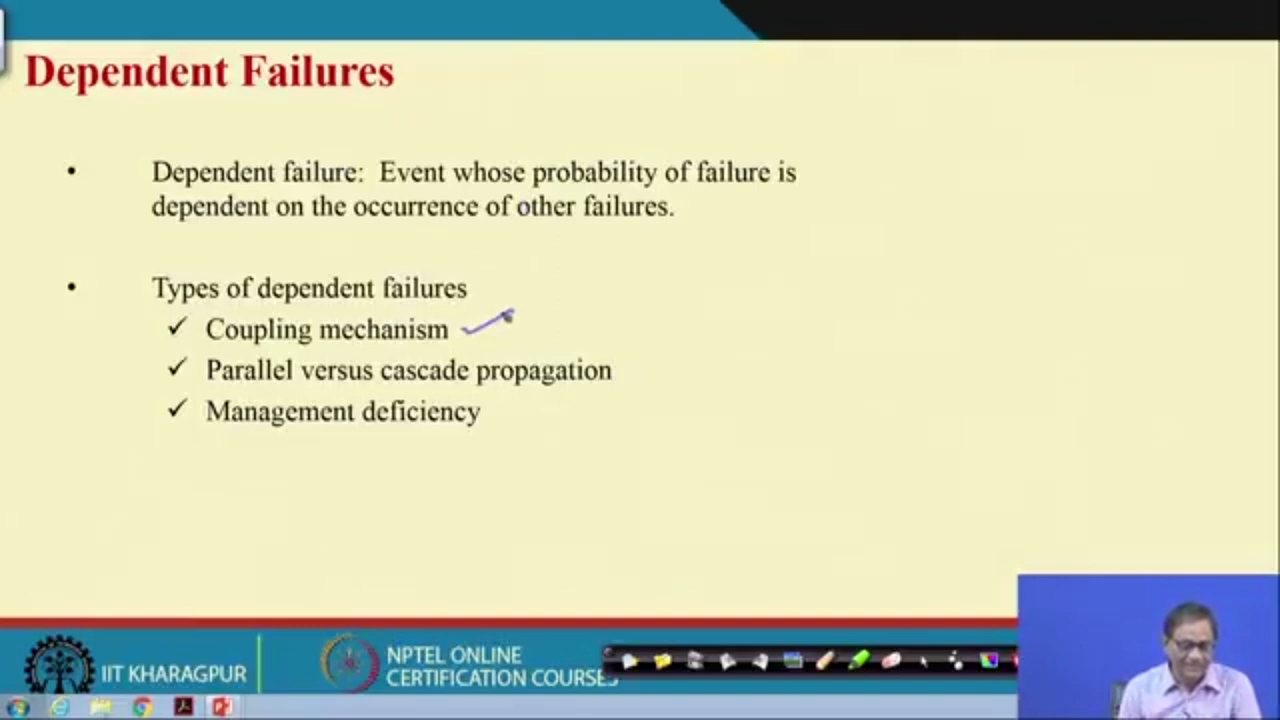 Dependent Failures
• Dependent failure: Event whose probability of failure is
dependent on the occurrence of other failures.
• Types of dependent failures
✓ Coupling mechanism
✓ Parallel versus cascade propagation
✓ Management deficiency
IIT KHARAGPUR
NPTEL ONLINE
CERTIFICATION COURSES